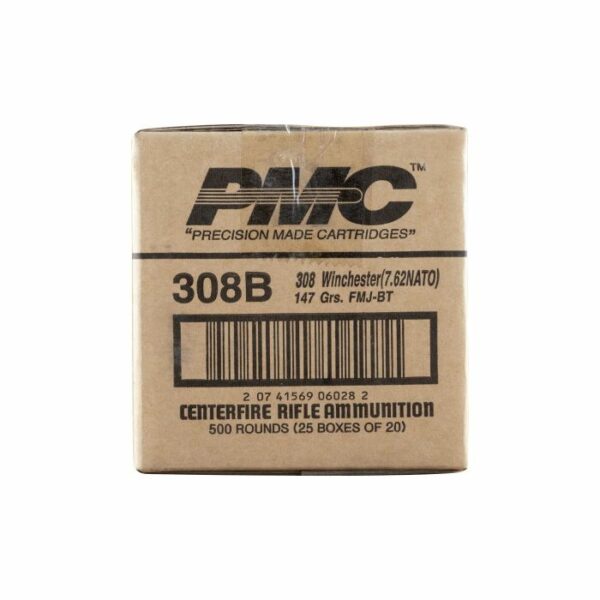 PMC™
"PRECISION MADE CARTRIDGES"
308B 308 Winchester(7.62NATO)
147 Grs. FMJ-BT
2 07 41569 06028 2
CENTERFIRE RIFLE AMMUNITION
500 ROUNDS (25 BOXES OF 20)